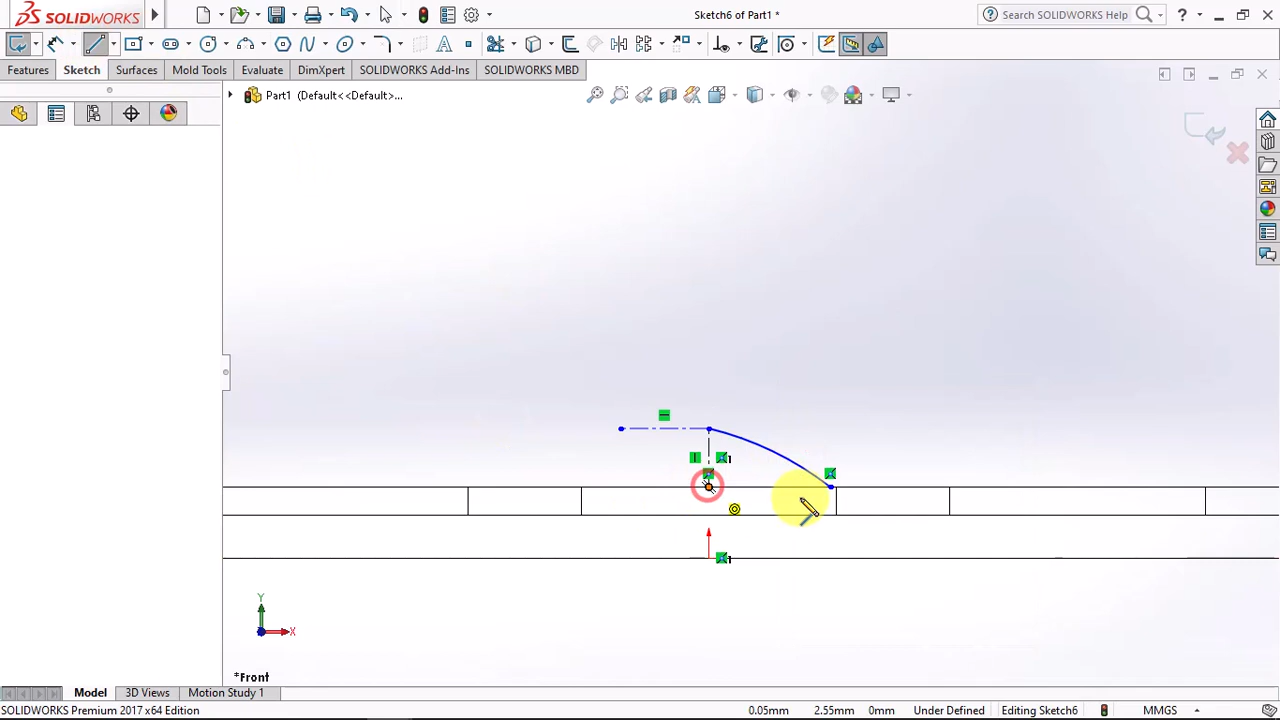 SOLIDWORKS
Sketch6 of Part1 *
Search SOLIDWORKS Help
Features
Sketch
Surfaces
Mold Tools
Evaluate
DimXpert
SOLIDWORKS Add-Ins
SOLIDWORKS MBD
Part1 (Default<<Default>...
1
1
Y
X
*Front
Model
3D Views
Motion Study 1
SOLIDWORKS Premium 2017 x64 Edition
0.05mm
2.55mm
0mm
Under Defined
Editing Sketch6
MMGS